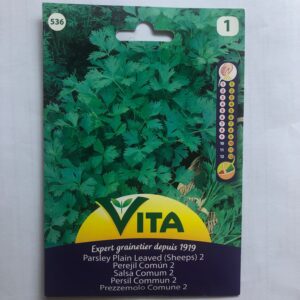 536
1
VITA
Expert grainetier depuis 1919
Parsley Plain Leaved (Sheeps) 2
Perejil Común 2
Salsa Comum 2
Persil Commun 2
Prezzemolo Comune 2